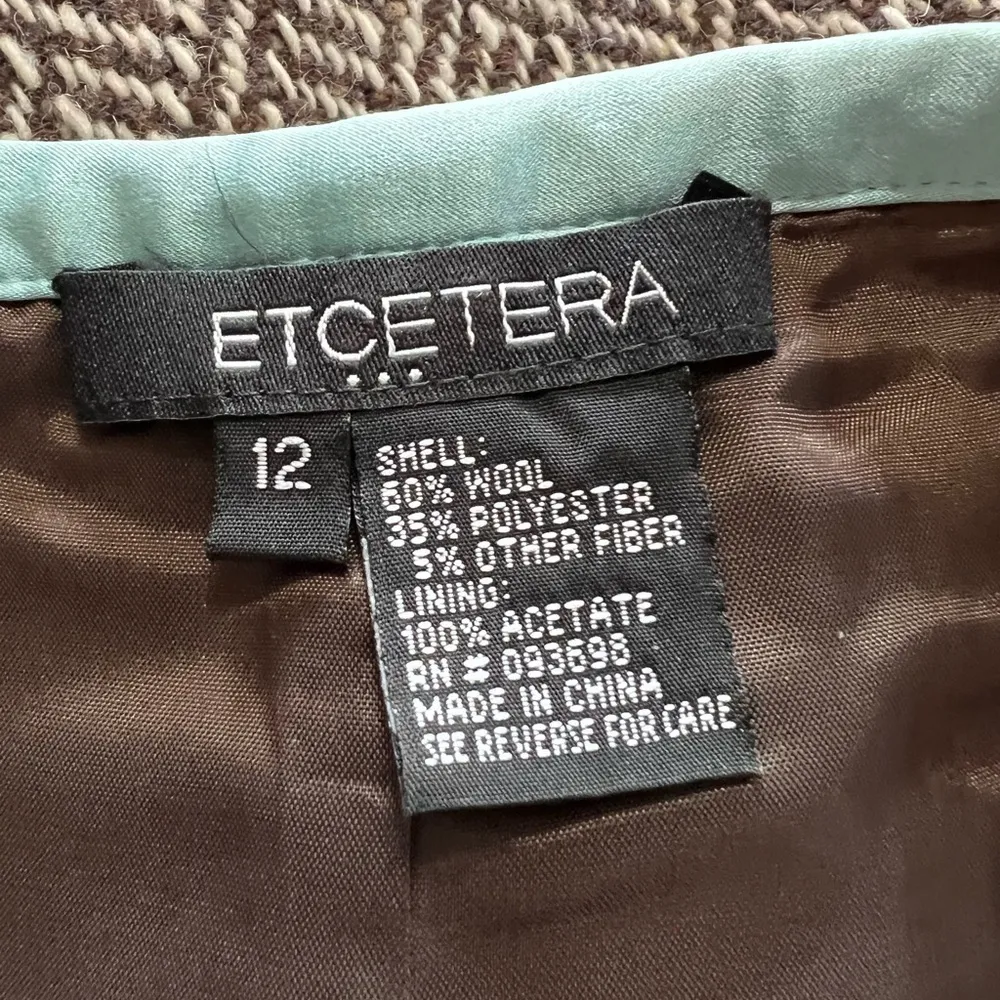 ETCETERA
...
12
SHELL:
60% WOOL
35% POLYESTER
5% OTHER FIBER
LINING:
100% ACETATE
RN # 093698
MADE IN CHINA
SEE REVERSE FOR CARE